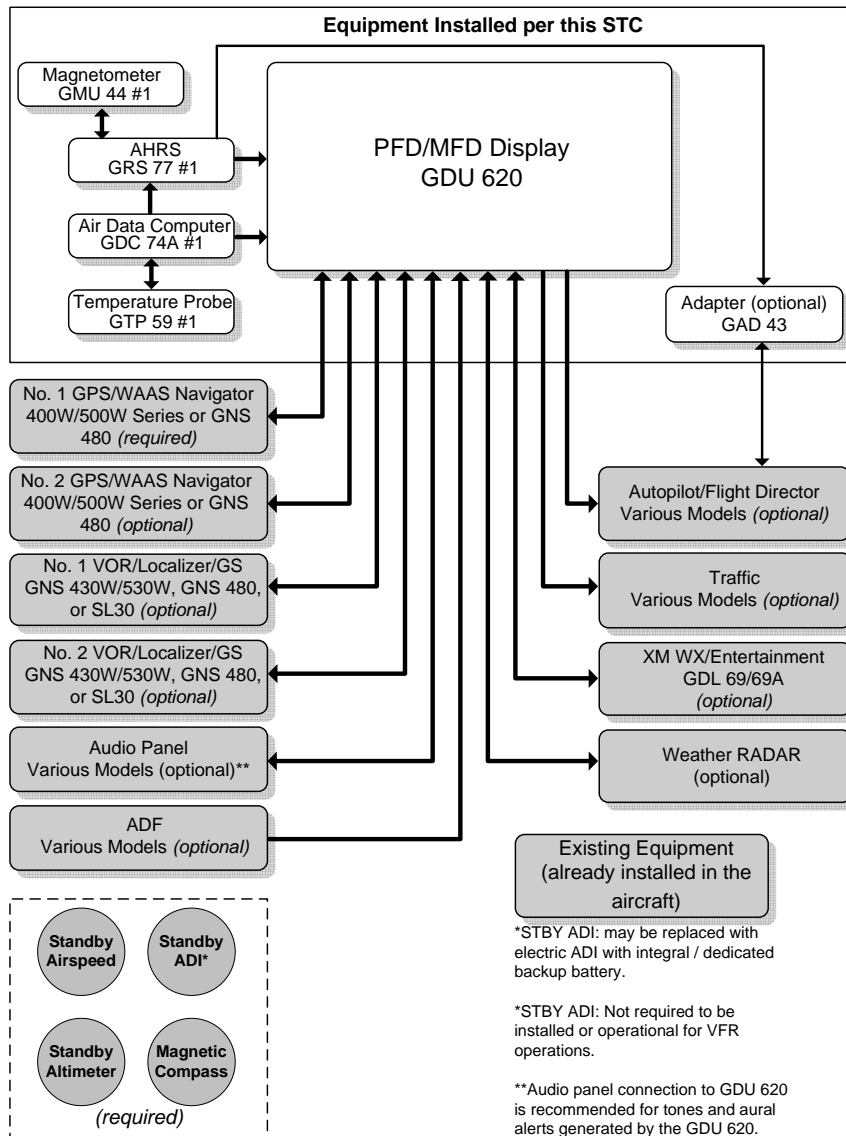 Equipment Installed per this STC
Magnetometer
GMU 44 #1
AHRS
GRS 77 #1
Air Data Computer
GDC 74A #1
Temperature Probe
GTP 59 #1
PFD/MFD Display
GDU 620
Adapter (optional)
GAD 43
No. 1 GPS/WAAS Navigator
400W/500W Series or GNS
480 (required)
No. 2 GPS/WAAS Navigator
400W/500W Series or GNS
480 (optional)
No. 1 VOR/Localizer/GS
GNS 430W/530W, GNS 480,
or SL30 (optional)
No. 2 VOR/Localizer/GS
GNS 430W/530W, GNS 480,
or SL30 (optional)
Audio Panel
Various Models (optional)**
ADF
Various Models (optional)
Autopilot/Flight Director
Various Models (optional)
Traffic
Various Models (optional)
XM WX/Entertainment
GDL 69/69A
(optional)
Weather RADAR
(optional)
Existing Equipment
(already installed in the
aircraft)
Standby
Airspeed
Standby
ADI*
Standby
Altimeter
Magnetic
Compass
(required)
*STBY ADI: may be replaced with
electric ADI with integral / dedicated
backup battery.
*STBY ADI: Not required to be
installed or operational for VFR
operations.
**Audio panel connection to GDU 620
is recommended for tones and aural
alerts generated by the GDU 620.